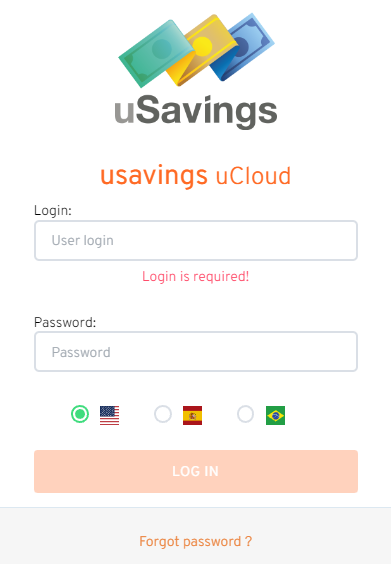 uSavings
usavings uCloud
Login:
User login
Login is required!
Password:
Password
LOG IN
Forgot password ?